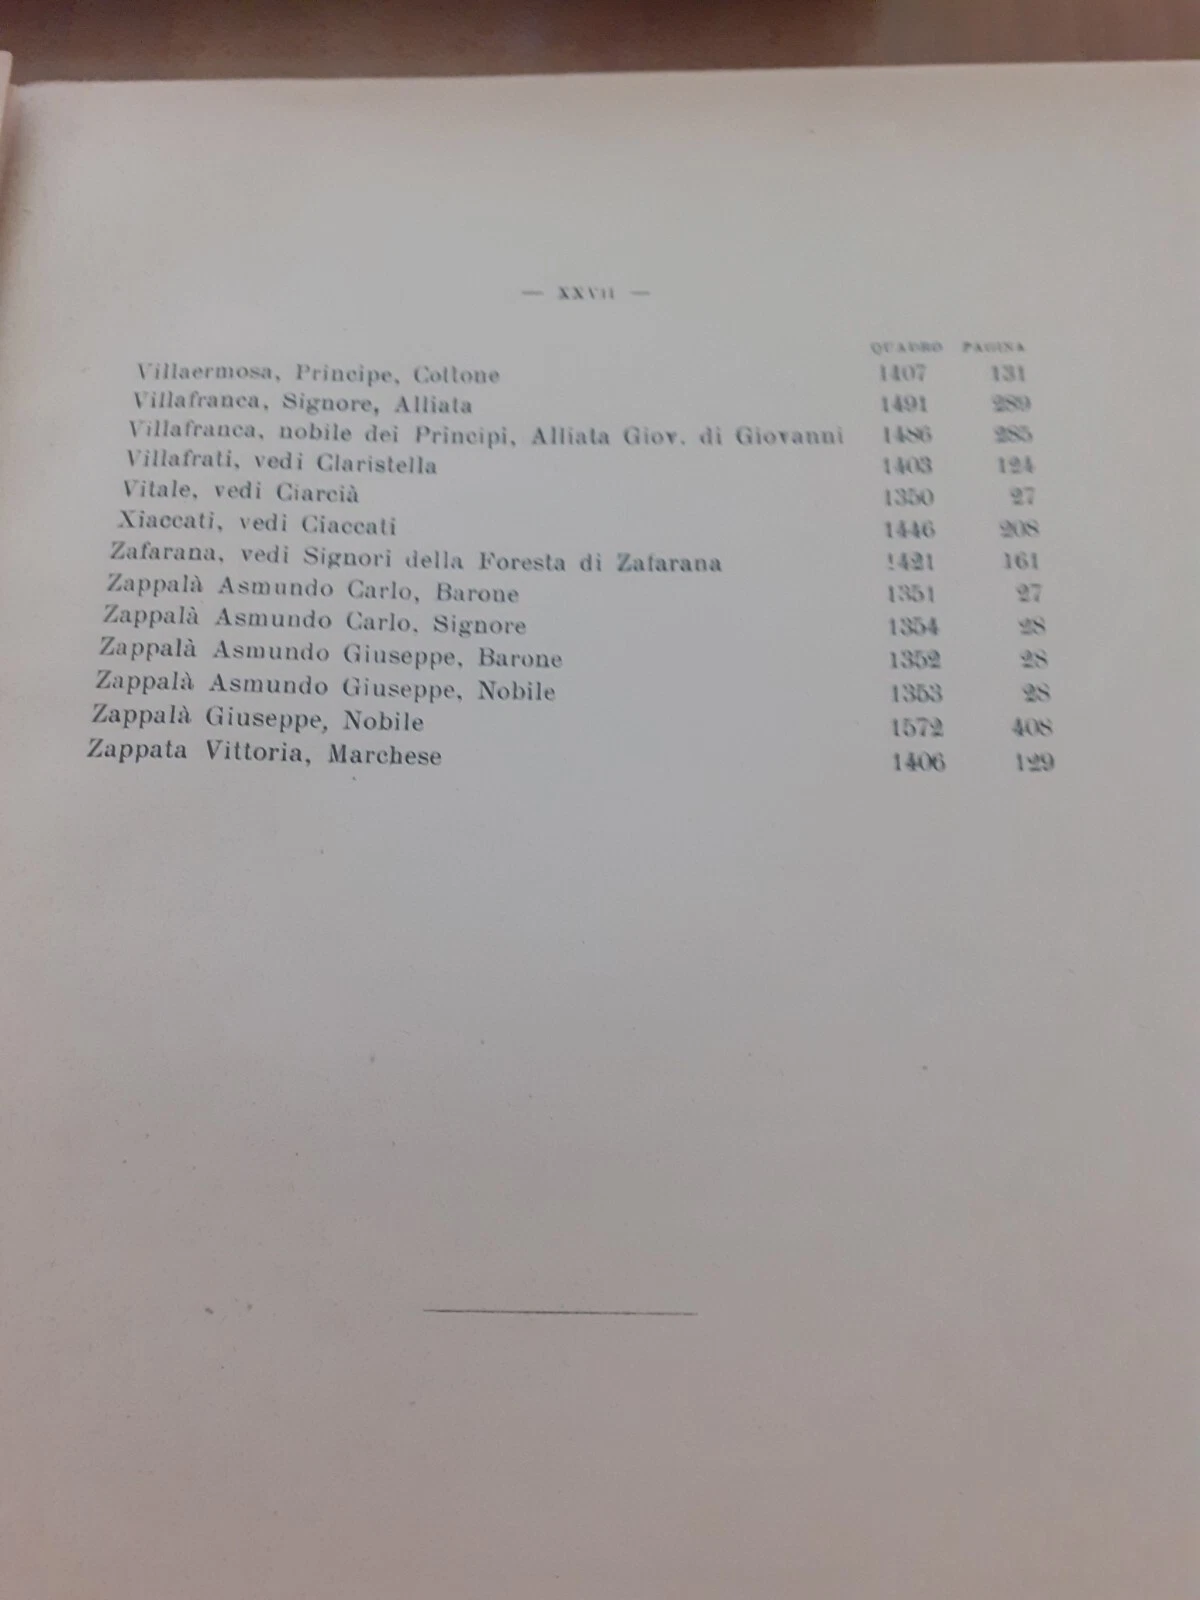 — XXVII —
QUADRO PAGINA
Villaermosa, Principe, Cottone 1407 131
Villafranca, Signore, Alliata 1491 289
Villafranca, nobile dei Principi, Alliata Giov. di Giovanni 1486 285
Villafrati, vedi Claristella 1403 124
Vitale, vedi Ciarcià 1350 27
Xiaccati, vedi Ciaccati 1446 208
Zafarana, vedi Signori della Foresta di Zafarana 1421 161
Zappalà Asmundo Carlo, Barone 1351 27
Zappalà Asmundo Carlo, Signore 1354 28
Zappalà Asmundo Giuseppe, Barone 1352 28
Zappalà Asmundo Giuseppe, Nobile 1353 28
Zappalà Giuseppe, Nobile 1572 408
Zappata Vittoria, Marchese 1406 129